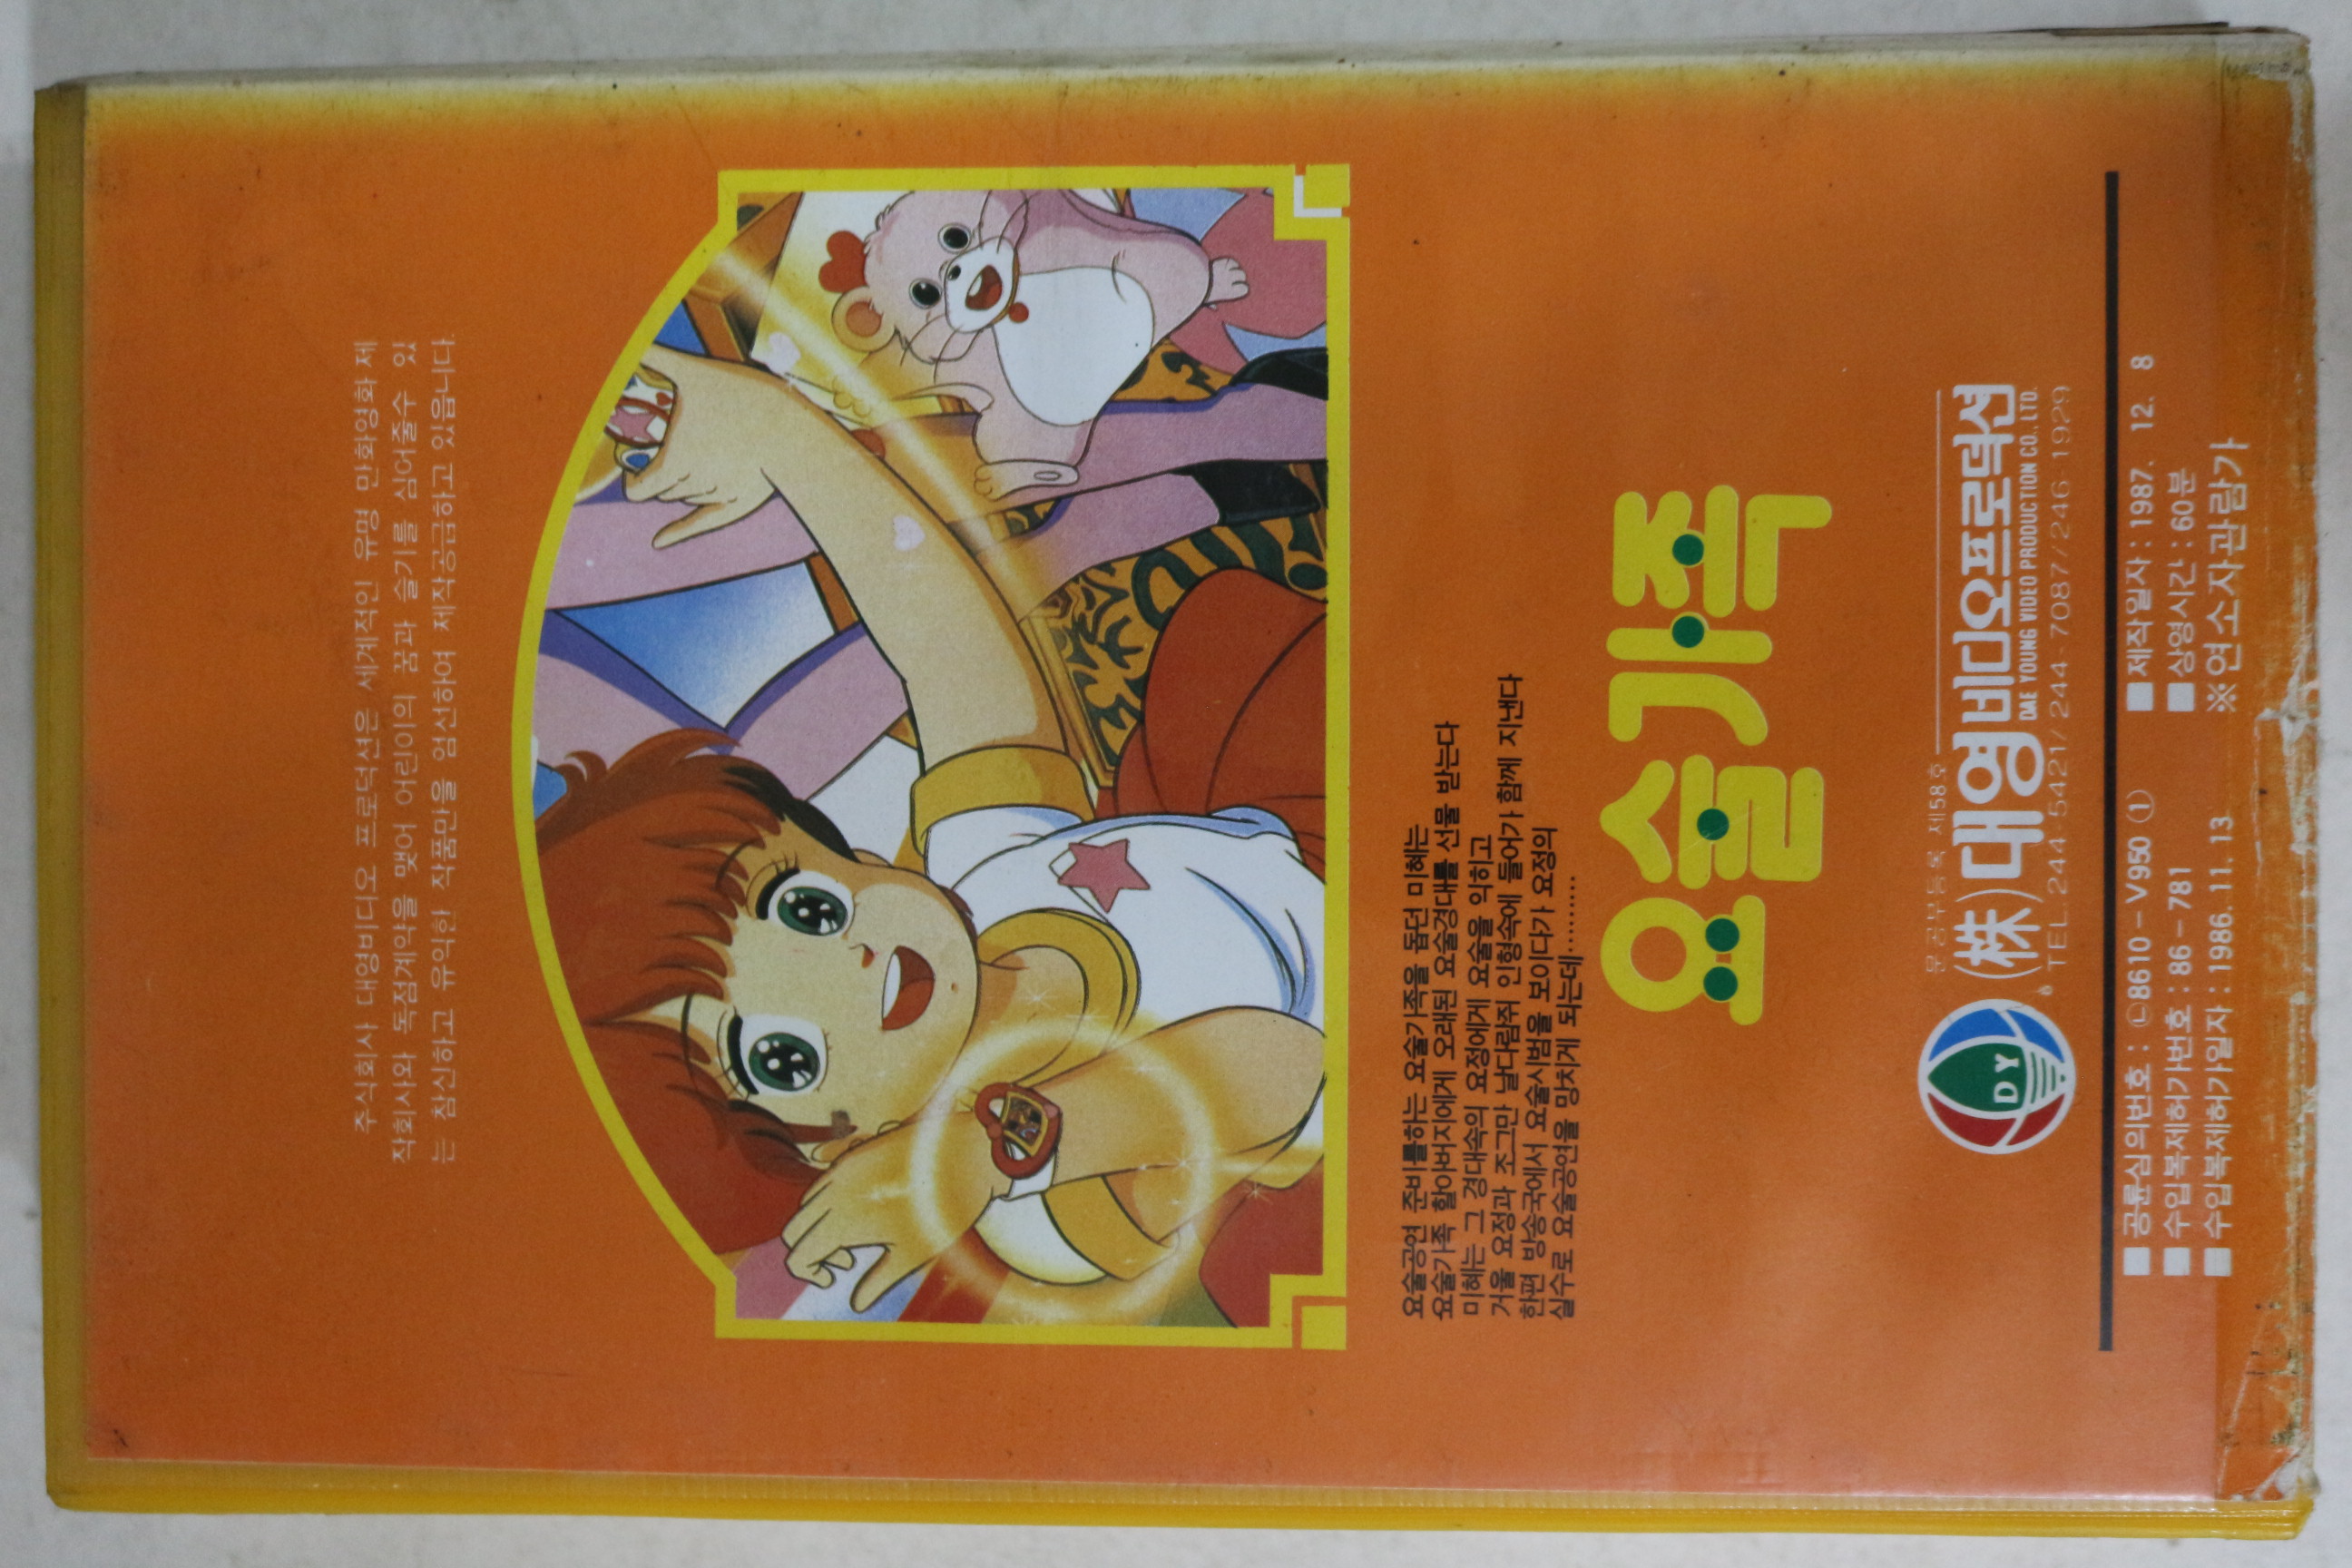 주식회사 대영비디오 프로덕션은 세계적인 유명 만화영화 제
작회사와 독점계약을 맺어 어린이의 꿈과 슬기를 심어줄수 있
는 참신하고 유익한 작품만을 엄선하여 제작공급하고 있읍니다.
요술공연 준비를하는 요술가족을 돕던 미혜는
요술가족 할아버지에게 오래된 요술경대를 선물 받는다
미혜는 그 경대속의 요정에게 요술을 익히고
거울 요정과 조그만 날다람쥐 인형속에 들어가 함께 지낸다
한편 방송국에서 요술시범을 보이다가 요정의
실수로 요술공연을 망치게 되는데.........
요술가족
문공부등록 제58호
DY
(株)대영비디오프로덕션
DAE YOUNG VIDEO PRODUCTION CO., LTD.
TEL. 244-5421/244-7087/246-1929
■공륜심의번호 : ㉡8610-V950 ① ■제작일자 : 1987. 12. 8
■수입복제허가번호 : 86-781 ■상영시간 : 60분
■수입복제허가일자 : 1986. 11. 13 ※연소자관람가